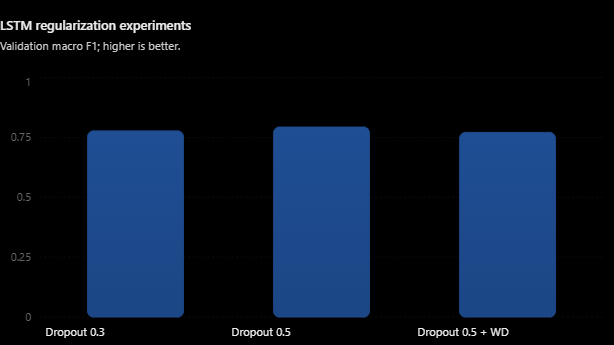 LSTM regularization experiments
Validation macro F1; higher is better.
1
0.75
0.5
0.25
0
Dropout 0.3
Dropout 0.5
Dropout 0.5 + WD